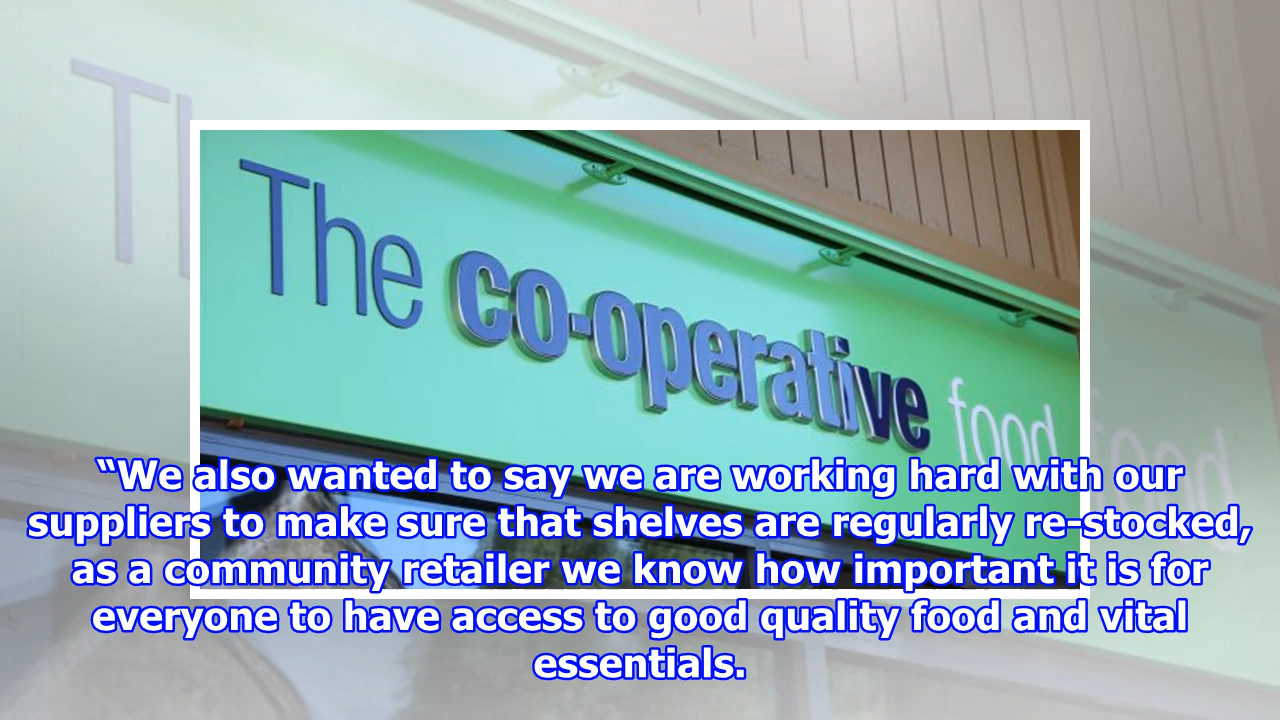 The co-operative food
“We also wanted to say we are working hard with our
suppliers to make sure that shelves are regularly re-stocked,
as a community retailer we know how important it is for
everyone to have access to good quality food and vital
essentials.